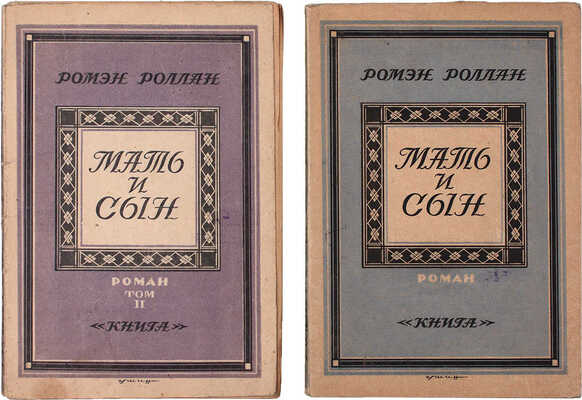 РОМЭН РОЛЛАН
МАТЬ
И
СЫН
РОМАН
ТОМ
II
«КНИГА»
РОМЭН РОЛЛАН
МАТЬ
И
СЫН
РОМАН
«КНИГА»